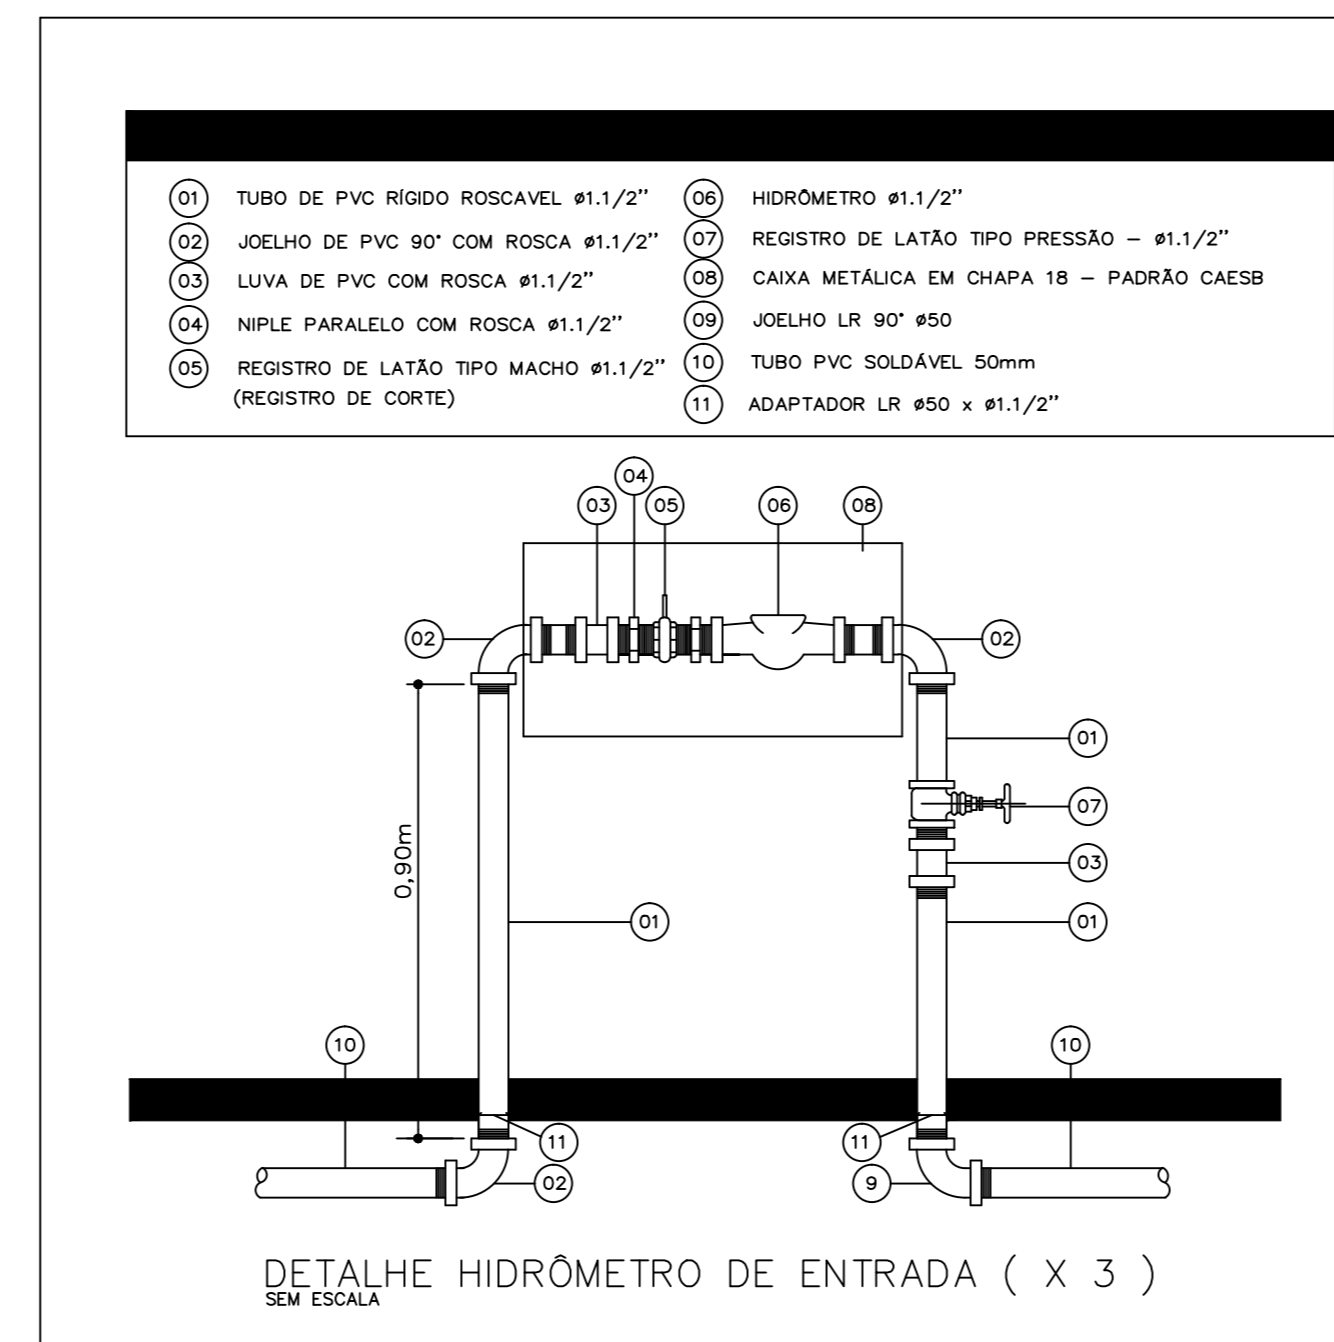 01 TUBO DE PVC RÍGIDO ROSCAVEL ø1.1/2"
02 JOELHO DE PVC 90° COM ROSCA ø1.1/2"
03 LUVA DE PVC COM ROSCA ø1.1/2"
04 NIPLE PARALELO COM ROSCA ø1.1/2"
05 REGISTRO DE LATÃO TIPO MACHO ø1.1/2"
(REGISTRO DE CORTE)
06 HIDRÔMETRO ø1.1/2"
07 REGISTRO DE LATÃO TIPO PRESSÃO – ø1.1/2"
08 CAIXA METÁLICA EM CHAPA 18 – PADRÃO CAESB
09 JOELHO LR 90° ø50
10 TUBO PVC SOLDÁVEL 50mm
11 ADAPTADOR LR ø50 x ø1.1/2"
04
03 05 06 08
02 02
01
07
0,90m
03
01 01
10 10
11 11
02 9
DETALHE HIDRÔMETRO DE ENTRADA ( X 3 )
SEM ESCALA